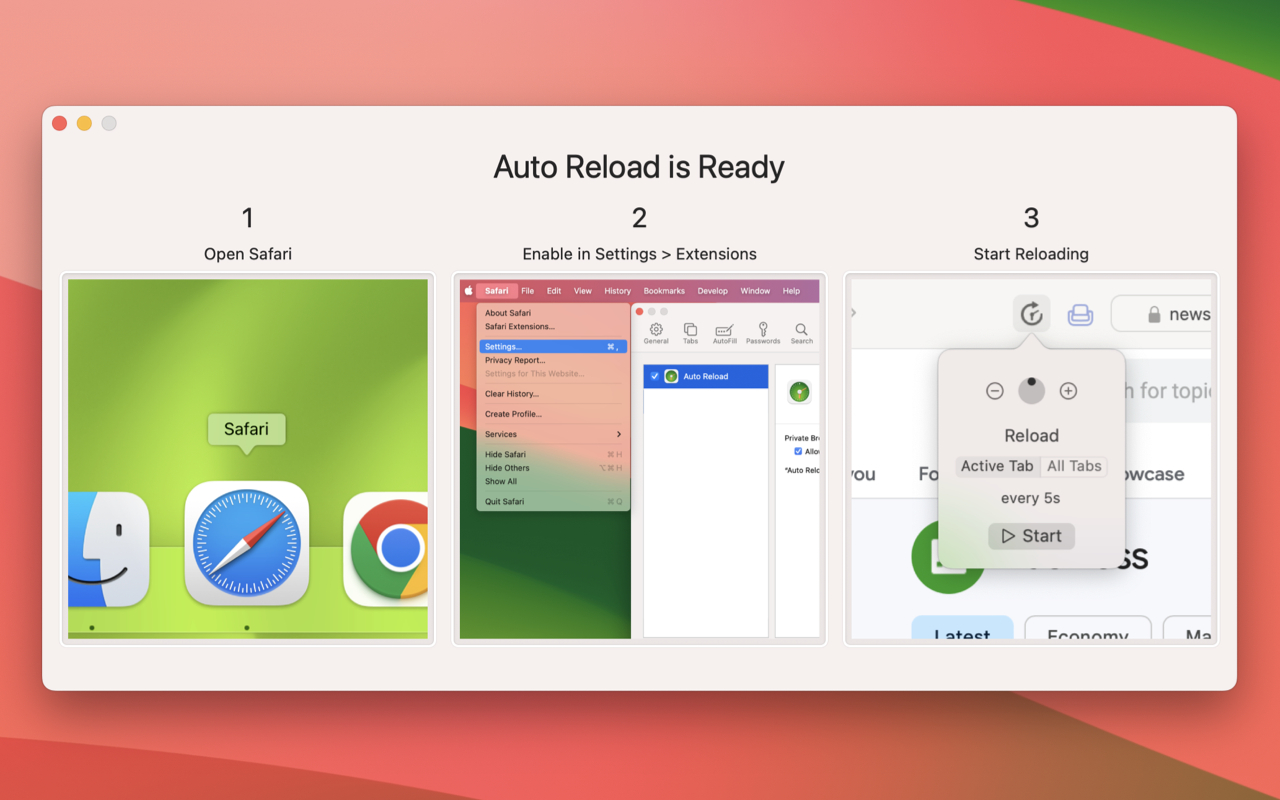 Auto Reload is Ready
1
Open Safari
2
Enable in Settings > Extensions
3
Start Reloading
Safari
Safari File Edit View History Bookmarks Develop Window Help
About Safari
Safari Extensions...
Settings... ⌘ ,
Privacy Report...
Settings for This Website...
Clear History...
Create Profile...
Services
Hide Safari ⌘ H
Hide Others ⌥ ⌘ H
Show All
Quit Safari ⌘ Q
General Tabs AutoFill Passwords Search
Auto Reload
Private Br
Allo
"Auto Relo
news
h for topi
Reload
Active Tab All Tabs
every 5s
Start
you Fo owcase
ss
Latest Economy Ma